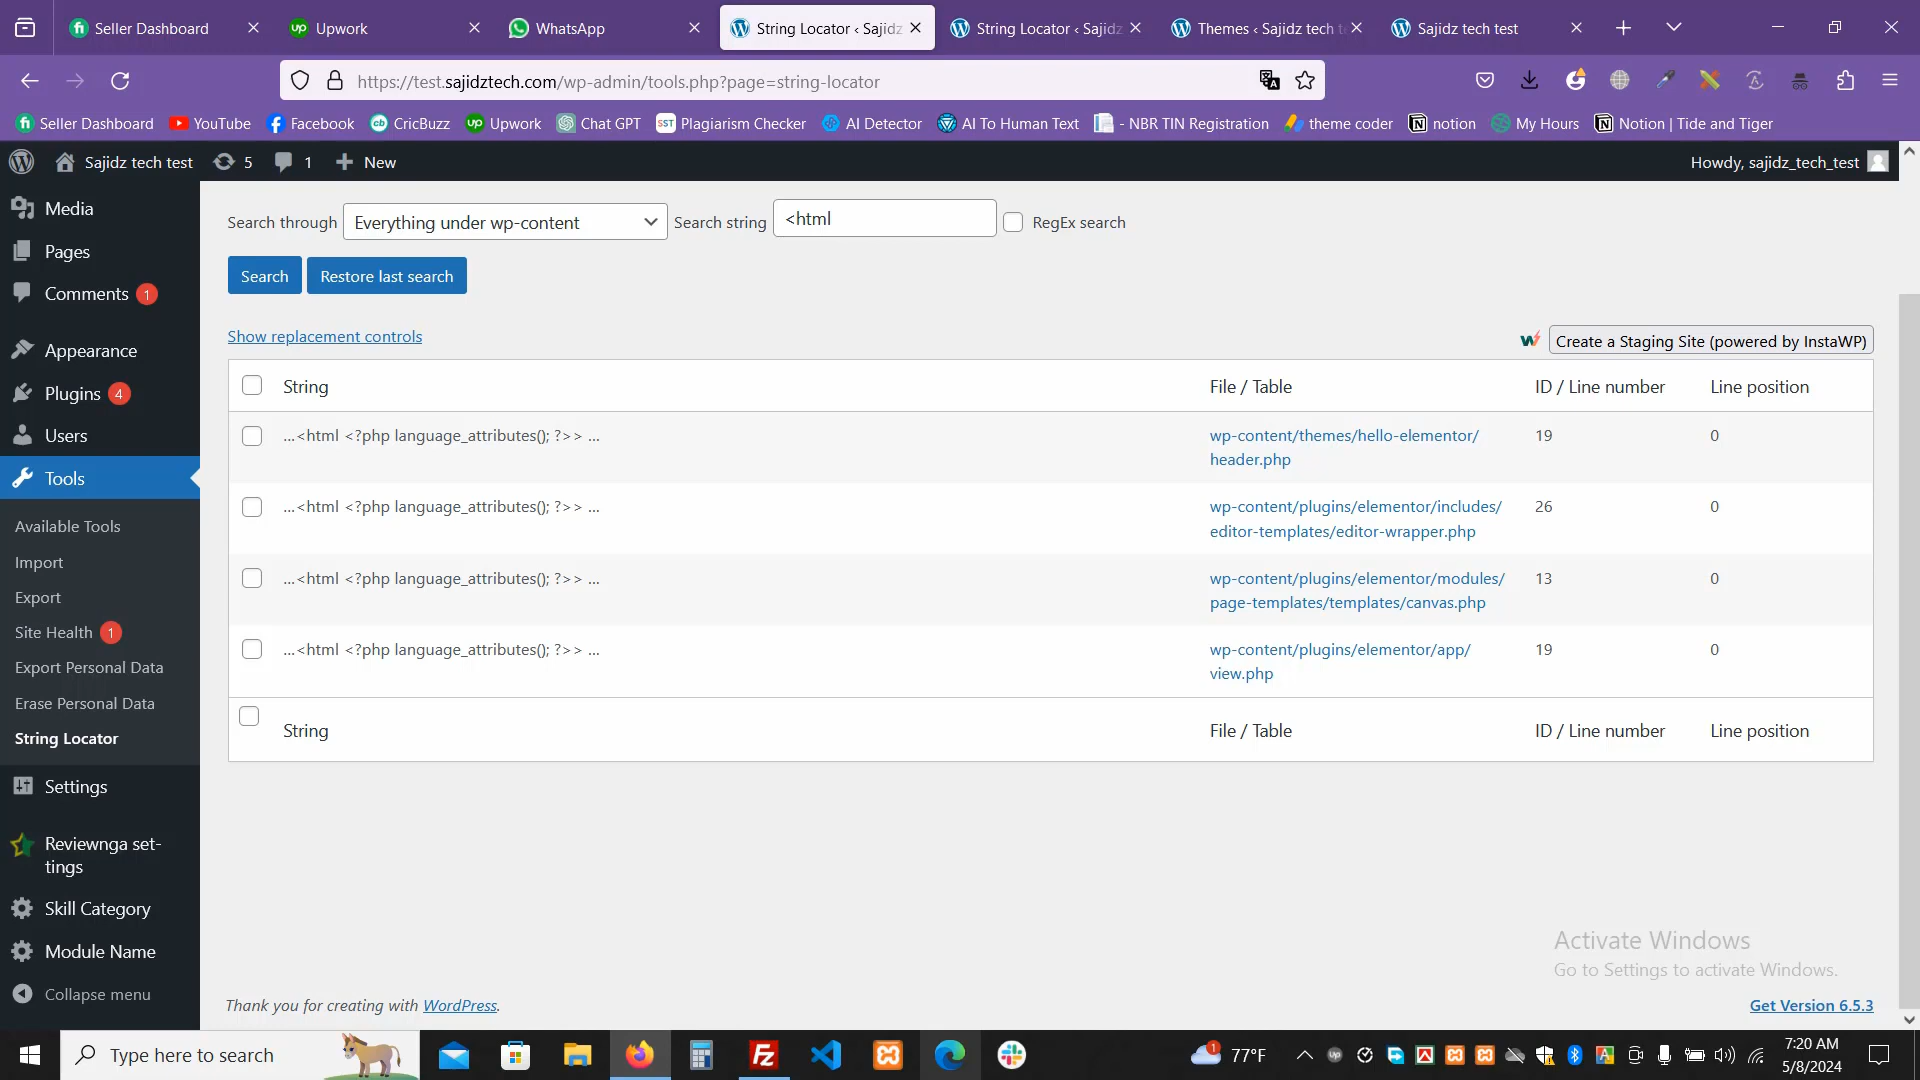 Seller Dashboard
Upwork
WhatsApp
String Locator ‹ Sajidz
String Locator ‹ Sajidz
Themes ‹ Sajidz tech t
Sajidz tech test
https://test.sajidztech.com/wp-admin/tools.php?page=string-locator
Seller Dashboard
YouTube
Facebook
CricBuzz
Upwork
Chat GPT
SST
Plagiarism Checker
AI Detector
AI To Human Text
- NBR TIN Registration
theme coder
notion
My Hours
Notion | Tide and Tiger
Sajidz tech test
5
1
New
Howdy, sajidz_tech_test
Media
Pages
Comments 1
Appearance
Plugins 4
Users
Tools
Available Tools
Import
Export
Site Health 1
Export Personal Data
Erase Personal Data
String Locator
Settings
Reviewnga set-
tings
Skill Category
Module Name
Collapse menu
Search through
Everything under wp-content
Search string
<html
RegEx search
Search
Restore last search
Show replacement controls
Create a Staging Site (powered by InstaWP)
String File / Table ID / Line number Line position
...<html <?php language_attributes(); ?>> ... wp-content/themes/hello-elementor/ 19 0
header.php
...<html <?php language_attributes(); ?>> ... wp-content/plugins/elementor/includes/ 26 0
editor-templates/editor-wrapper.php
...<html <?php language_attributes(); ?>> ... wp-content/plugins/elementor/modules/ 13 0
page-templates/templates/canvas.php
...<html <?php language_attributes(); ?>> ... wp-content/plugins/elementor/app/ 19 0
view.php
String File / Table ID / Line number Line position
Activate Windows
Go to Settings to activate Windows.
Thank you for creating with WordPress.
Get Version 6.5.3
Type here to search
1
77°F
7:20 AM
5/8/2024